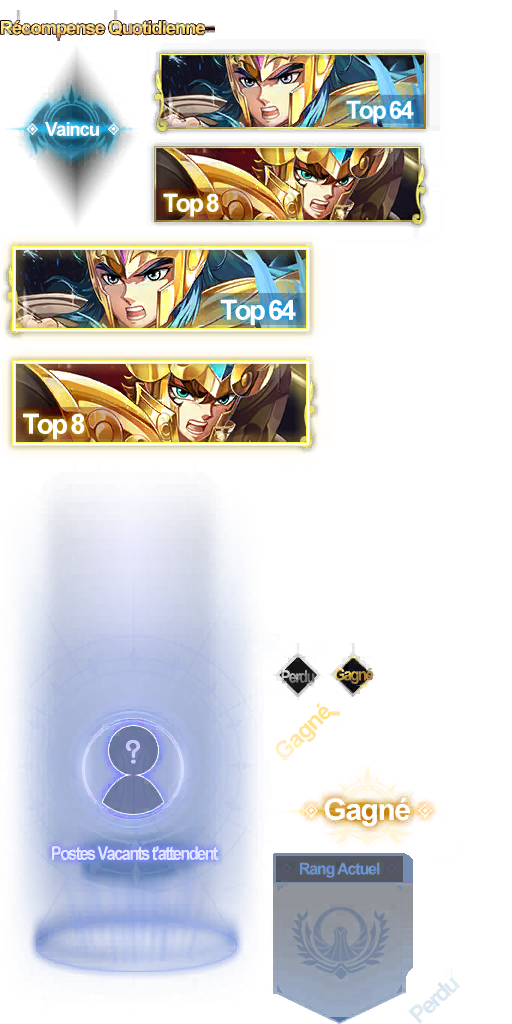 Récompense Quotidienne
Vaincu
Top 64
Top 8
Top 64
Top 8
Perdu
Gagné
Gagné
Gagné
?
Postes Vacants t'attendent
Rang Actuel
Perdu